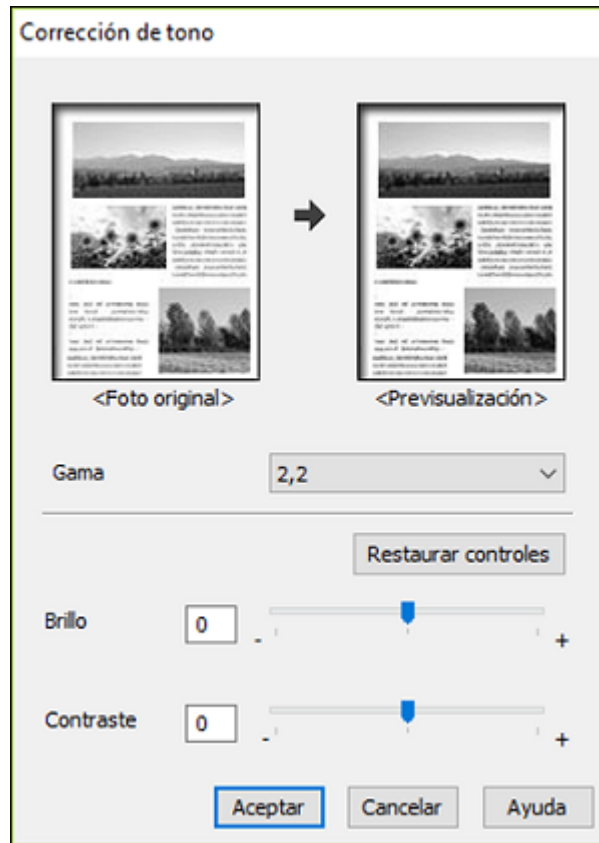 Corrección de tono
<Foto original>
<Previsualización>
Gama
2,2
Restaurar controles
Brillo
0
-
+
Contraste
0
-
+
Aceptar
Cancelar
Ayuda